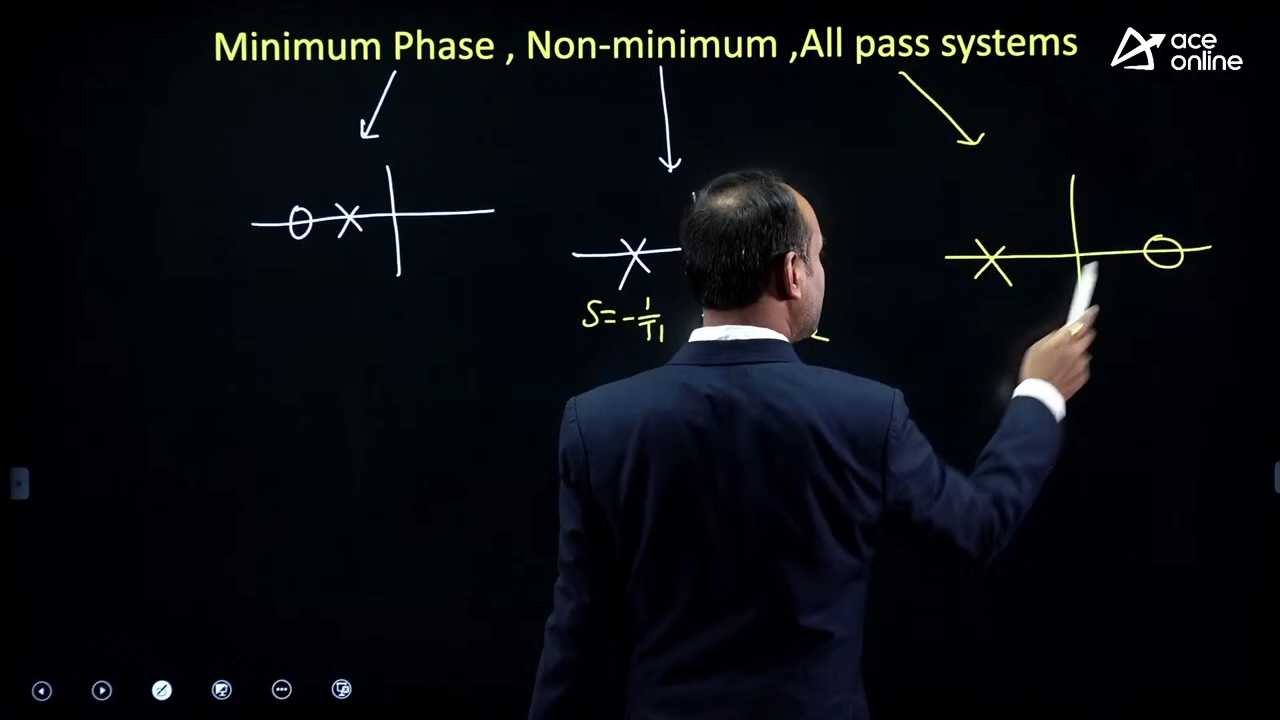 Minimum Phase , Non-minimum ,All pass systems
ace
online
S=-1/T1